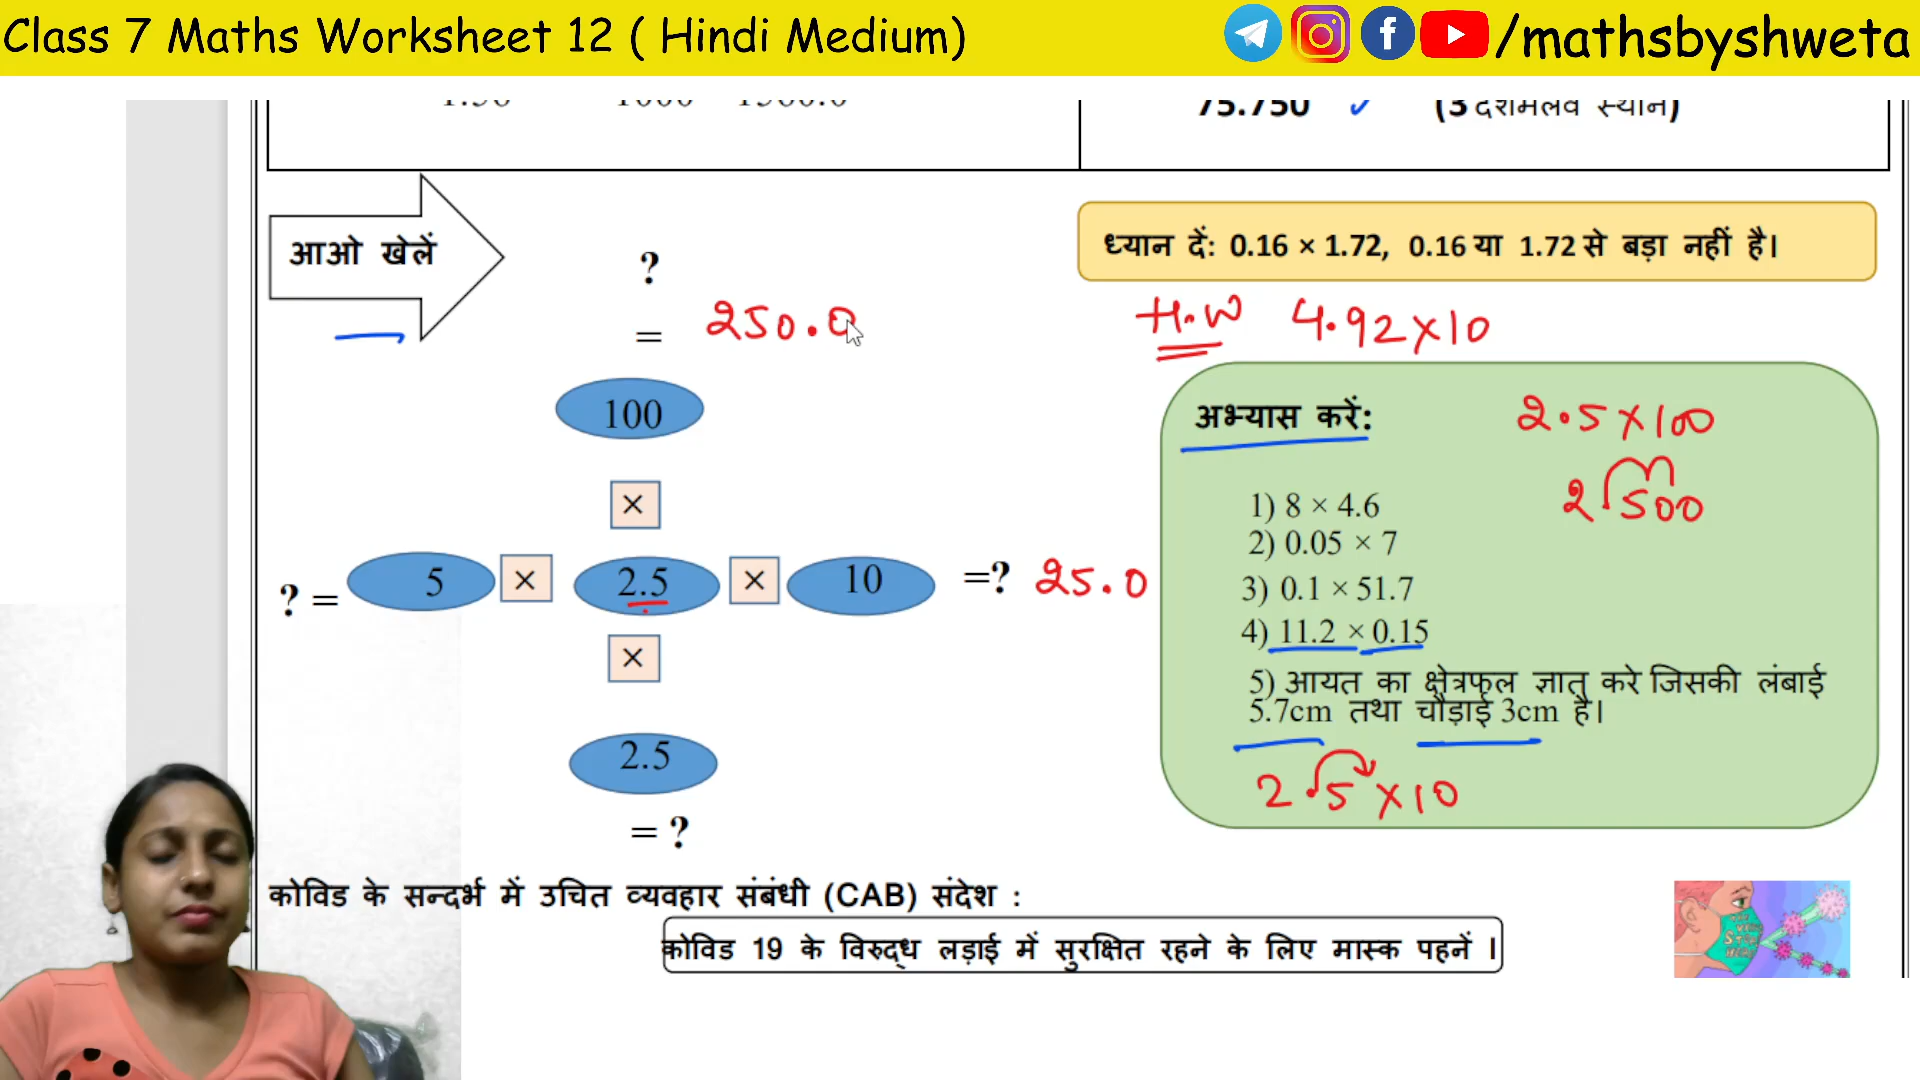 Class 7 Maths Worksheet 12 ( Hindi Medium)
/mathsbyshweta
75.750 ✓ (3 दशमलव स्थान)
आओ खेलें
?
= 250.0
ध्यान दें: 0.16 × 1.72, 0.16 या 1.72 से बड़ा नहीं है।
H.W 4.92×10
100
×
? = 5 × 2.5 × 10 =? 25.0
×
2.5
= ?
अभ्यास करें:
2.5×100
2.500
1) 8 × 4.6
2) 0.05 × 7
3) 0.1 × 51.7
4) 11.2 × 0.15
5) आयत का क्षेत्रफल ज्ञात करे जिसकी लंबाई
5.7cm तथा चौड़ाई 3cm है।
2.5×10
कोविड के सन्दर्भ में उचित व्यवहार संबंधी (CAB) संदेश :
कोविड 19 के विरुद्ध लड़ाई में सुरक्षित रहने के लिए मास्क पहनें ।